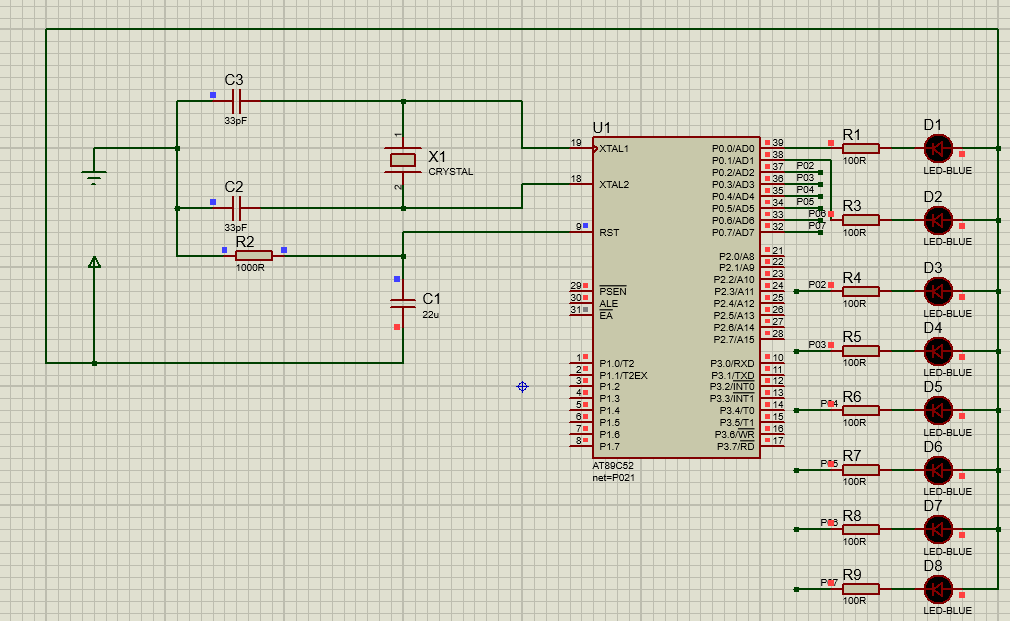 C3
33pF
1
X1
CRYSTAL
2
C2
33pF
R2
1000R
C1
22u
U1
19 XTAL1
18 XTAL2
9 RST
29 PSEN
30 ALE
31 EA
1 P1.0/T2
2 P1.1/T2EX
3 P1.2
4 P1.3
5 P1.4
6 P1.5
7 P1.6
8 P1.7
P0.0/AD0 39
P0.1/AD1 38
P0.2/AD2 37 P02
P0.3/AD3 36 P03
P0.4/AD4 35 P04
P0.5/AD5 34 P05
P0.6/AD6 33 P06
P0.7/AD7 32 P07
P2.0/A8 21
P2.1/A9 22
P2.2/A10 23
P2.3/A11 24
P2.4/A12 25
P2.5/A13 26
P2.6/A14 27
P2.7/A15 28
P3.0/RXD 10
P3.1/TXD 11
P3.2/INT0 12
P3.3/INT1 13
P3.4/T0 14
P3.5/T1 15
P3.6/WR 16
P3.7/RD 17
AT89C52
net=P021
R1
100R
D1
LED-BLUE
R3
100R
D2
LED-BLUE
P02
R4
100R
D3
LED-BLUE
P03
R5
100R
D4
LED-BLUE
R6
100R
D5
LED-BLUE
R7
100R
D6
LED-BLUE
R8
100R
D7
LED-BLUE
R9
100R
D8
LED-BLUE